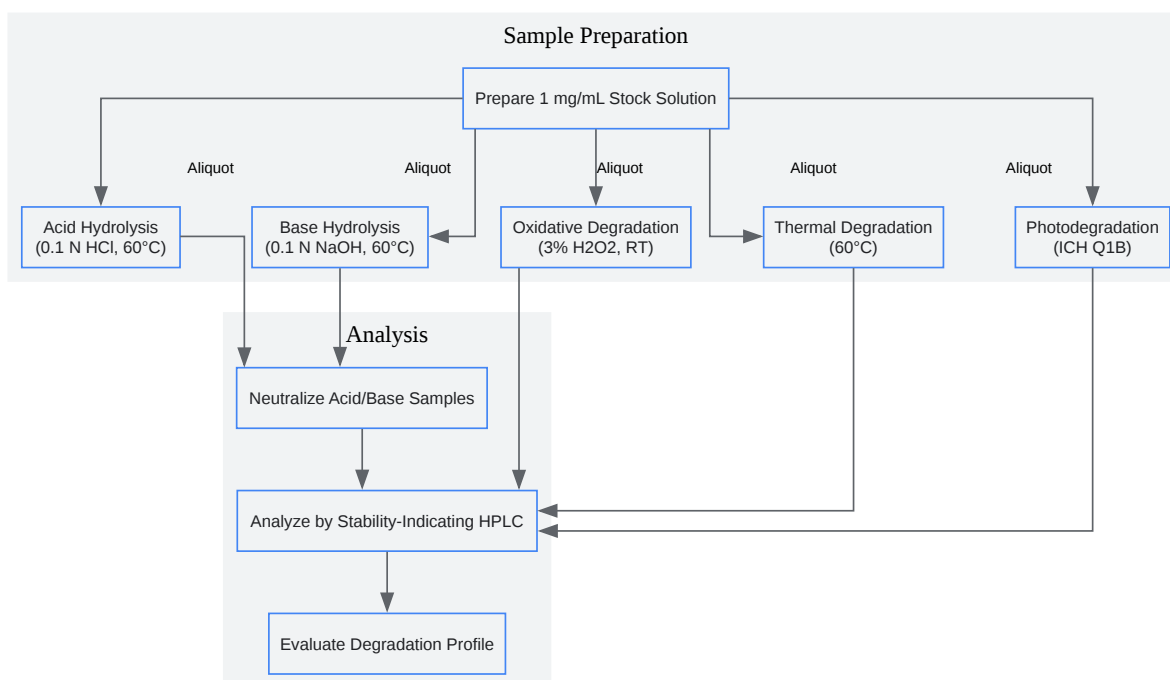 Sample Preparation
Prepare 1 mg/mL Stock Solution
Aliquot
Aliquot
Aliquot
Aliquot
Aliquot
Acid Hydrolysis
(0.1 N HCl, 60°C)
Base Hydrolysis
(0.1 N NaOH, 60°C)
Oxidative Degradation
(3% H2O2, RT)
Thermal Degradation
(60°C)
Photodegradation
(ICH Q1B)
Analysis
Neutralize Acid/Base Samples
Analyze by Stability-Indicating HPLC
Evaluate Degradation Profile